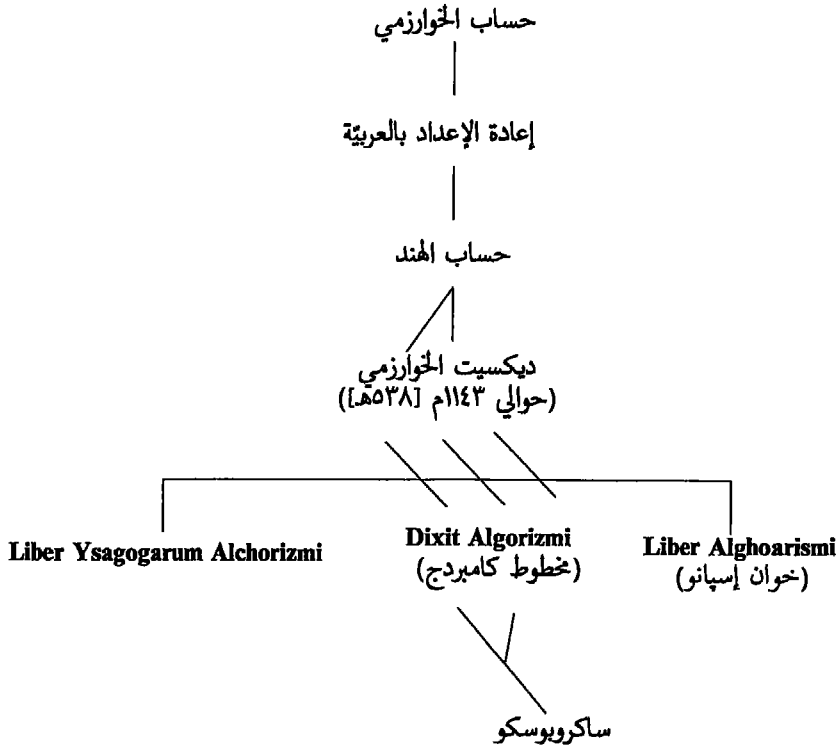 حساب الخوارزمي
إعادة الإعداد بالعربيّة
حساب الهند
ديكسيت الخوارزمي
(حوالي ١١٤٣م [٥٣٨هـ])
Liber Ysagogarum Alchorizmi
Dixit Algorizmi
(مخطوط كامبردج)
Liber Alghoarismi
(خوان إسپانو)
ساكروبوسكو